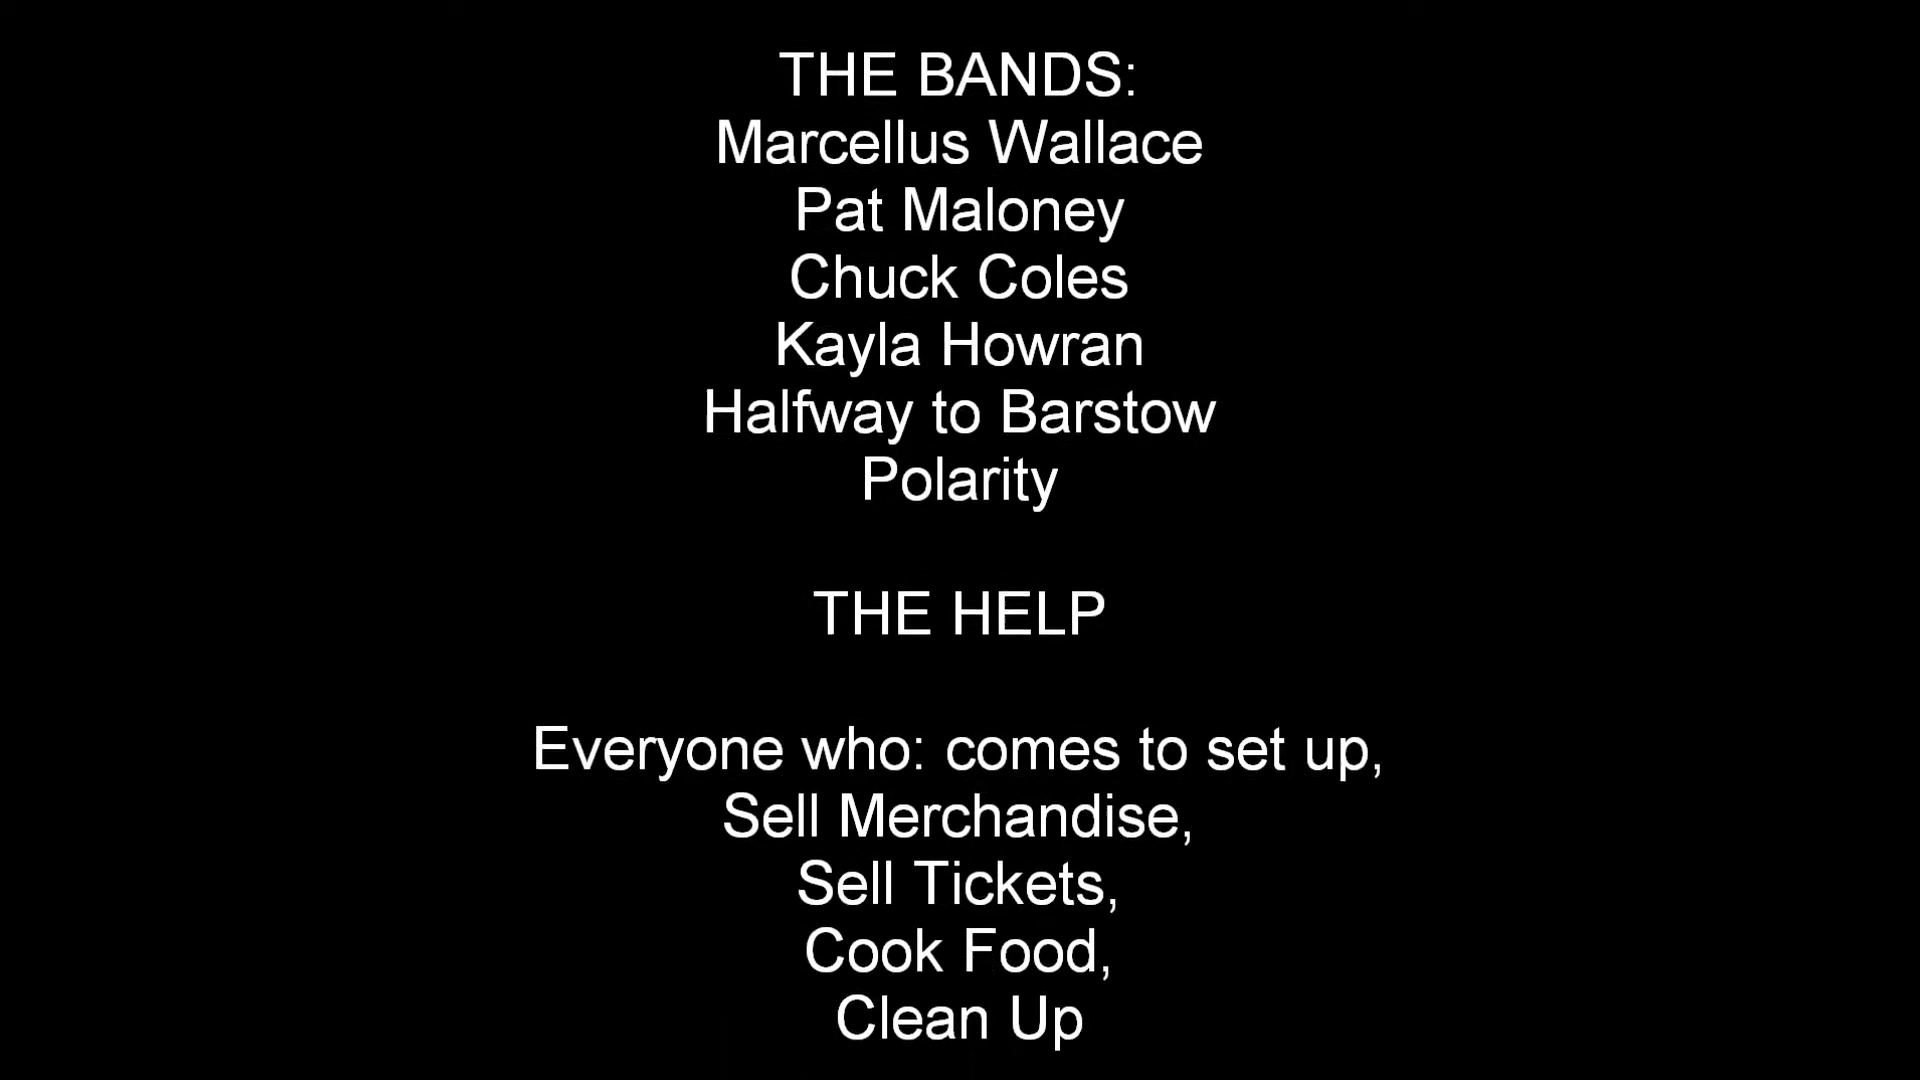 THE BANDS:
Marcellus Wallace
Pat Maloney
Chuck Coles
Kayla Howran
Halfway to Barstow
Polarity
THE HELP
Everyone who: comes to set up,
Sell Merchandise,
Sell Tickets,
Cook Food,
Clean Up